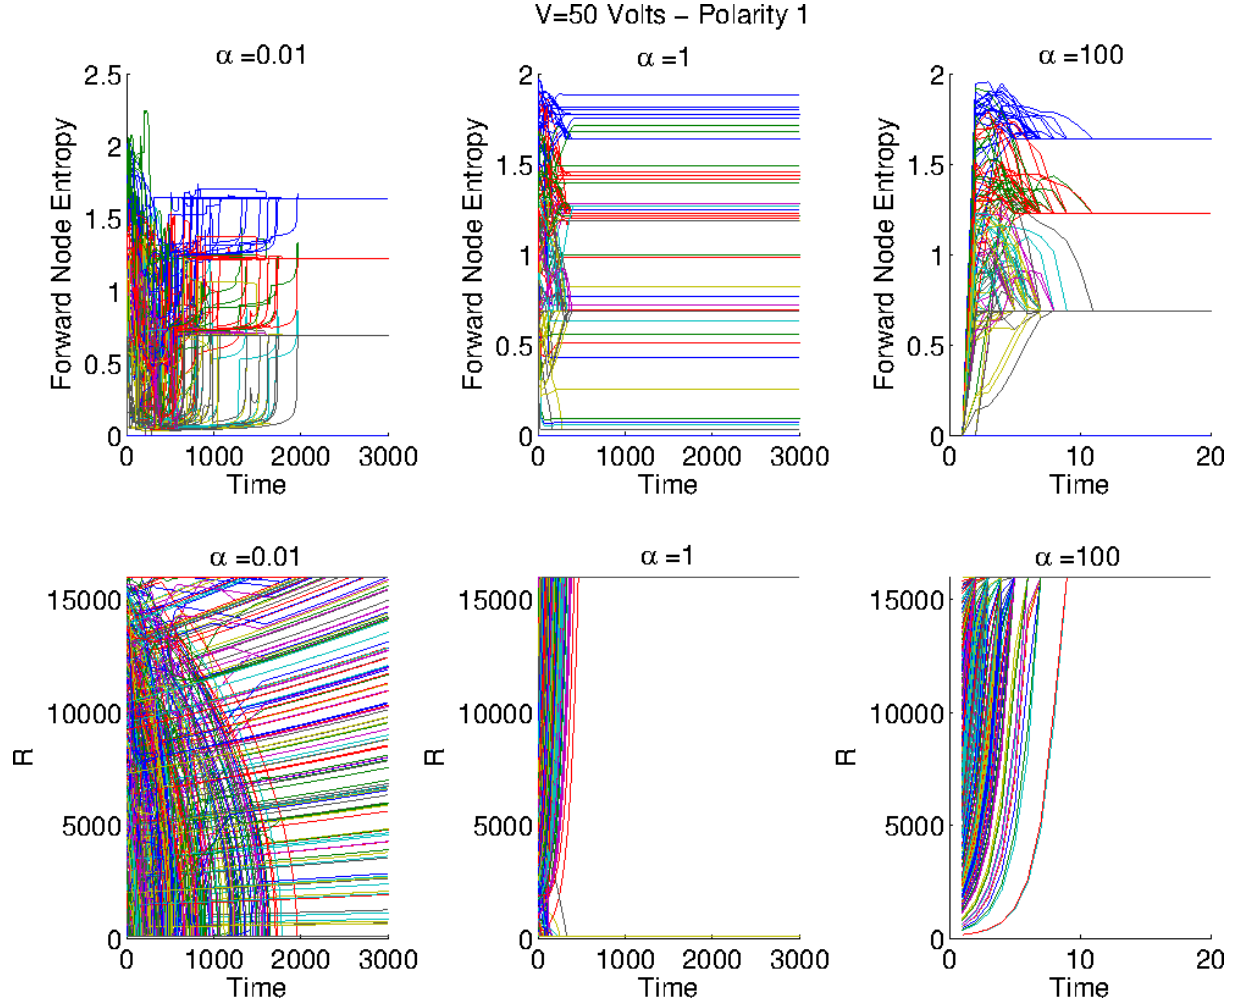 V=50 Volts − Polarity 1
α =0.01
α =1
α =100
Forward Node Entropy
2.5
2
1.5
1
0.5
0
0 1000 2000 3000
Time
Forward Node Entropy
2
1.5
1
0.5
0
0 1000 2000 3000
Time
Forward Node Entropy
2
1.5
1
0.5
0
0 10 20
Time
α =0.01
α =1
α =100
R
15000
10000
5000
0
0 1000 2000 3000
Time
R
15000
10000
5000
0
0 1000 2000 3000
Time
R
15000
10000
5000
0
0 10 20
Time